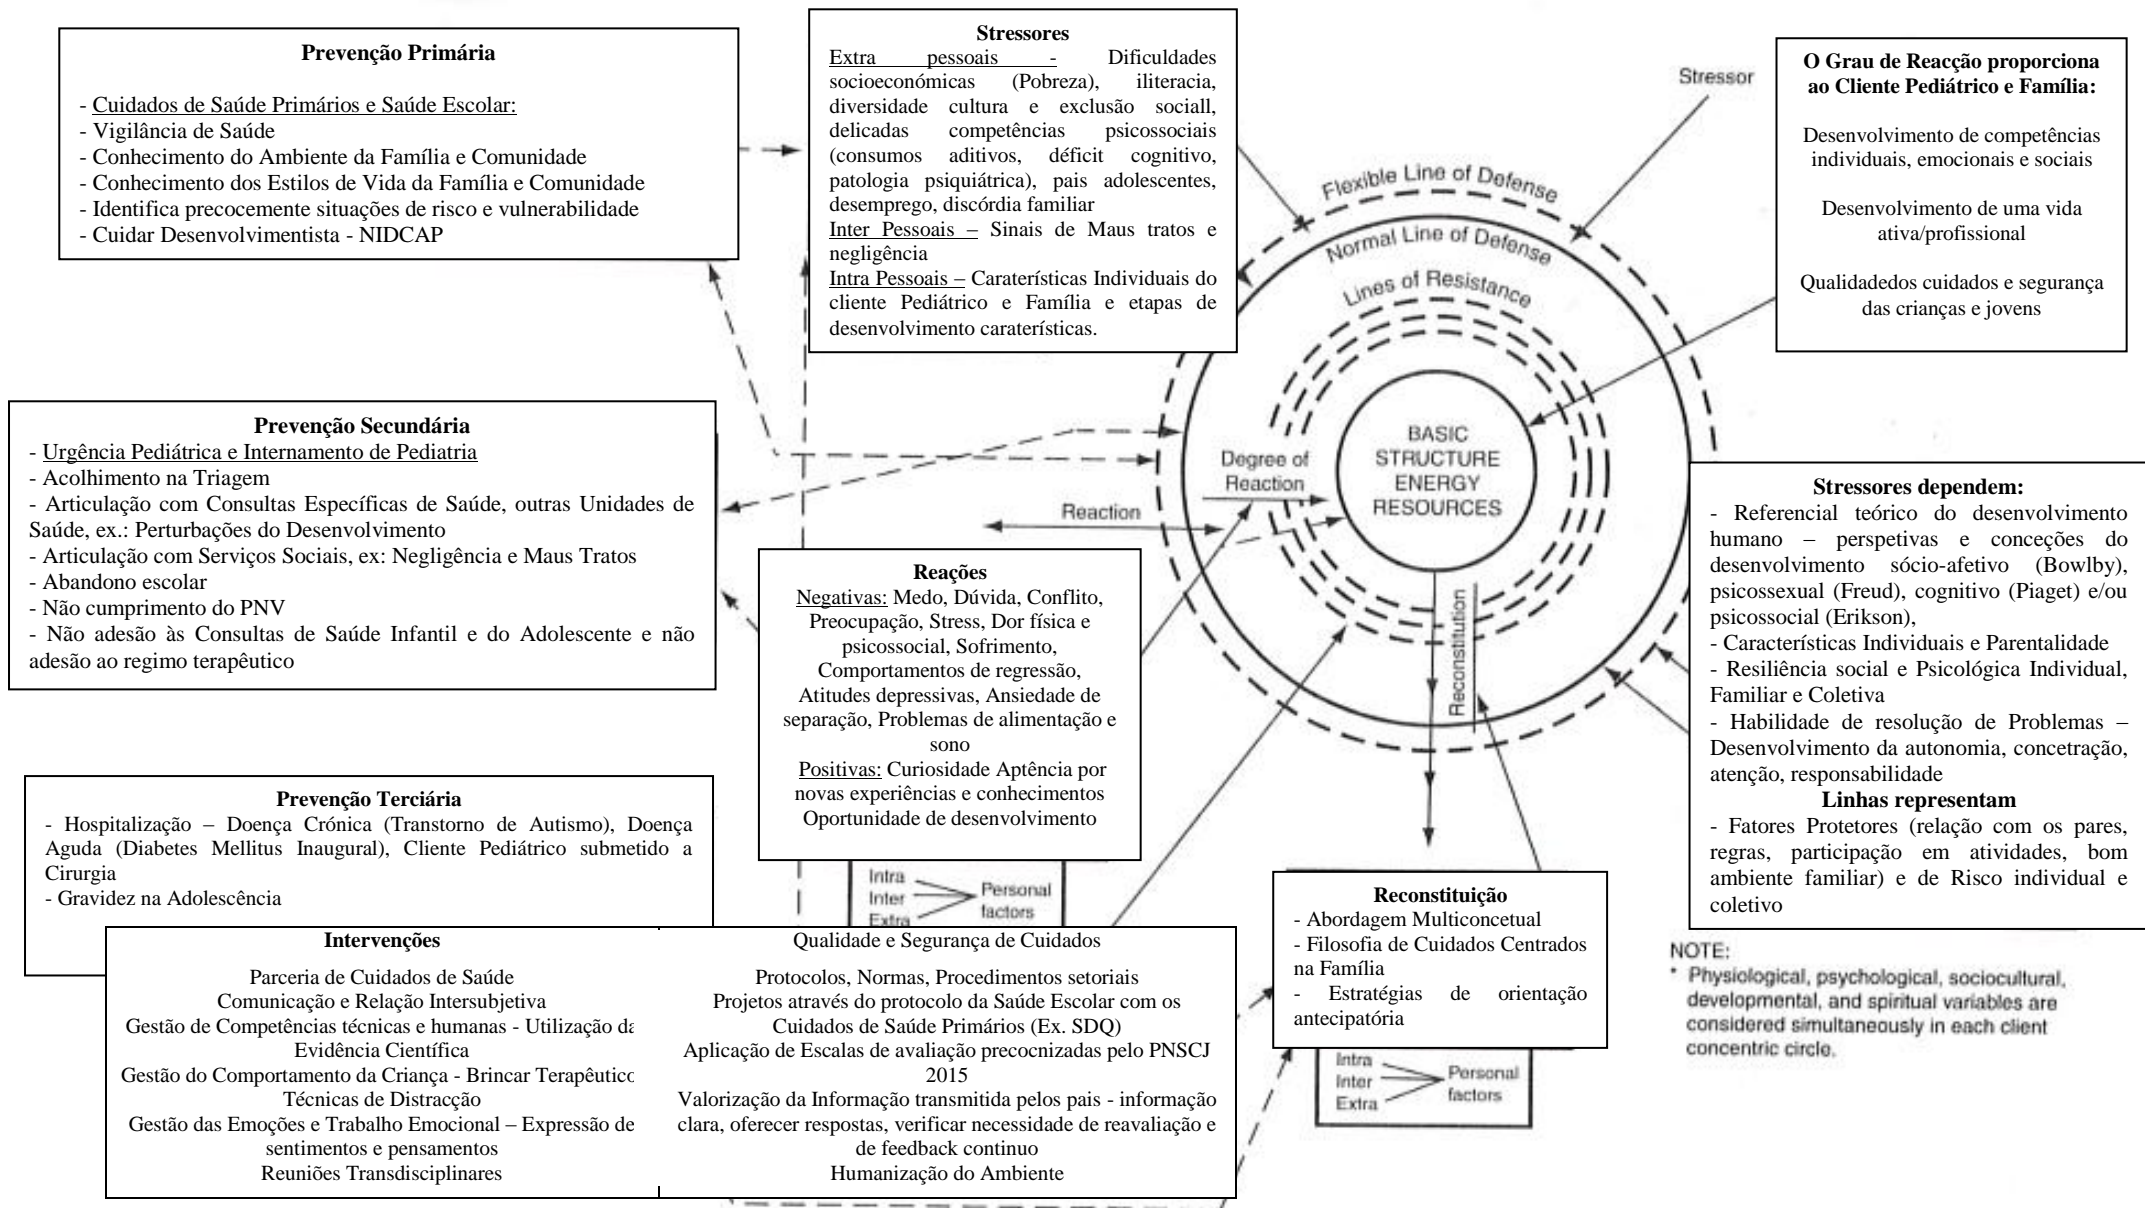 Prevenção Primária
- Cuidados de Saúde Primários e Saúde Escolar:
- Vigilância de Saúde
- Conhecimento do Ambiente da Família e Comunidade
- Conhecimento dos Estilos de Vida da Família e Comunidade
- Identifica precocemente situações de risco e vulnerabilidade
- Cuidar Desenvolvimentista - NIDCAP
Stressores
Extra pessoais - Dificuldades
socioeconómicas (Pobreza), iliteracia,
diversidade cultura e exclusão sociall,
delicadas competências psicossociais
(consumos aditivos, déficit cognitivo,
patologia psiquiátrica), pais adolescentes,
desemprego, discórdia familiar
Inter Pessoais – Sinais de Maus tratos e
negligência
Intra Pessoais – Caraterísticas Individuais do
cliente Pediátrico e Família e etapas de
desenvolvimento caraterísticas.
Stressor
O Grau de Reacção proporciona
ao Cliente Pediátrico e Família:
Desenvolvimento de competências
individuais, emocionais e sociais
Desenvolvimento de uma vida
ativa/profissional
Qualidadedos cuidados e segurança
das crianças e jovens
Flexible Line of Defense
Normal Line of Defense
Lines of Resistance
BASIC
STRUCTURE
ENERGY
RESOURCES
Degree of
Reaction
Reaction
Reconstitution
Prevenção Secundária
- Urgência Pediátrica e Internamento de Pediatria
- Acolhimento na Triagem
- Articulação com Consultas Específicas de Saúde, outras Unidades de
Saúde, ex.: Perturbações do Desenvolvimento
- Articulação com Serviços Sociais, ex: Negligência e Maus Tratos
- Abandono escolar
- Não cumprimento do PNV
- Não adesão às Consultas de Saúde Infantil e do Adolescente e não
adesão ao regimo terapêutico
Reações
Negativas: Medo, Dúvida, Conflito,
Preocupação, Stress, Dor física e
psicossocial, Sofrimento,
Comportamentos de regressão,
Atitudes depressivas, Ansiedade de
separação, Problemas de alimentação e
sono
Positivas: Curiosidade Aptência por
novas experiências e conhecimentos
Oportunidade de desenvolvimento
Stressores dependem:
- Referencial teórico do desenvolvimento
humano – perspetivas e conceções do
desenvolvimento sócio-afetivo (Bowlby),
psicossexual (Freud), cognitivo (Piaget) e/ou
psicossocial (Erikson),
- Características Individuais e Parentalidade
- Resiliência social e Psicológica Individual,
Familiar e Coletiva
- Habilidade de resolução de Problemas –
Desenvolvimento da autonomia, concetração,
atenção, responsabilidade
Linhas representam
- Fatores Protetores (relação com os pares,
regras, participação em atividades, bom
ambiente familiar) e de Risco individual e
coletivo
Prevenção Terciária
- Hospitalização – Doença Crónica (Transtorno de Autismo), Doença
Aguda (Diabetes Mellitus Inaugural), Cliente Pediátrico submetido a
Cirurgia
- Gravidez na Adolescência
Intra
Inter
Extra
Personal
factors
Intervenções
Parceria de Cuidados de Saúde
Comunicação e Relação Intersubjetiva
Gestão de Competências técnicas e humanas - Utilização da
Evidência Científica
Gestão do Comportamento da Criança - Brincar Terapêutico
Técnicas de Distracção
Gestão das Emoções e Trabalho Emocional – Expressão de
sentimentos e pensamentos
Reuniões Transdisciplinares
Qualidade e Segurança de Cuidados
Protocolos, Normas, Procedimentos setoriais
Projetos através do protocolo da Saúde Escolar com os
Cuidados de Saúde Primários (Ex. SDQ)
Aplicação de Escalas de avaliação precocnizadas pelo PNSCJ
2015
Valorização da Informação transmitida pelos pais - informação
clara, oferecer respostas, verificar necessidade de reavaliação e
de feedback continuo
Humanização do Ambiente
Reconstituição
- Abordagem Multiconcetual
- Filosofia de Cuidados Centrados
na Família
- Estratégias de orientação
antecipatória
Intra
Inter
Extra
Personal
factors
NOTE:
* Physiological, psychological, sociocultural,
developmental, and spiritual variables are
considered simultaneously in each client
concentric circle.